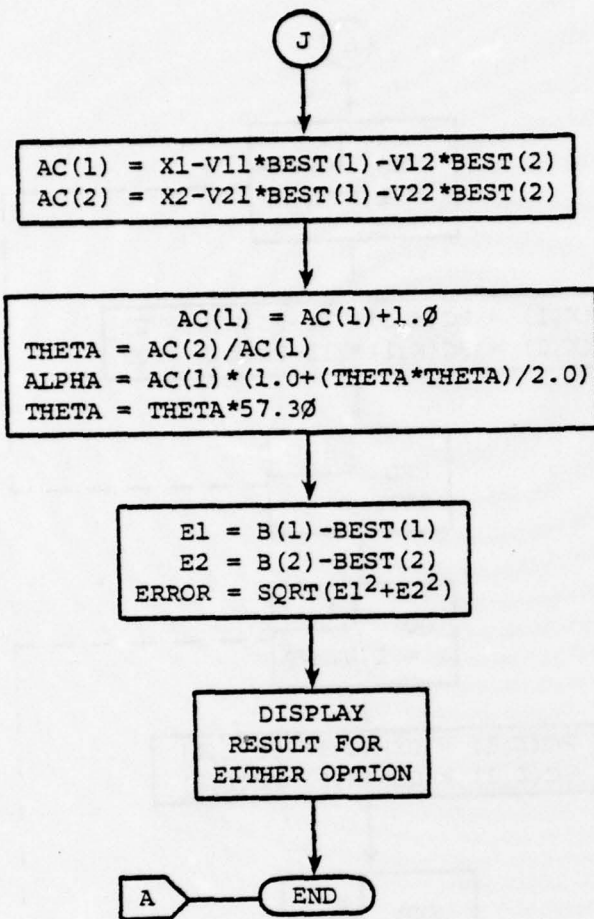 J
AC(1) = X1-V11*BEST(1)-V12*BEST(2)
AC(2) = X2-V21*BEST(1)-V22*BEST(2)
AC(1) = AC(1)+1.Ø
THETA = AC(2)/AC(1)
ALPHA = AC(1)*(1.0+(THETA*THETA)/2.0)
THETA = THETA*57.3Ø
E1 = B(1)-BEST(1)
E2 = B(2)-BEST(2)
ERROR = SQRT(E1²+E2²)
DISPLAY
RESULT FOR
EITHER OPTION
A END